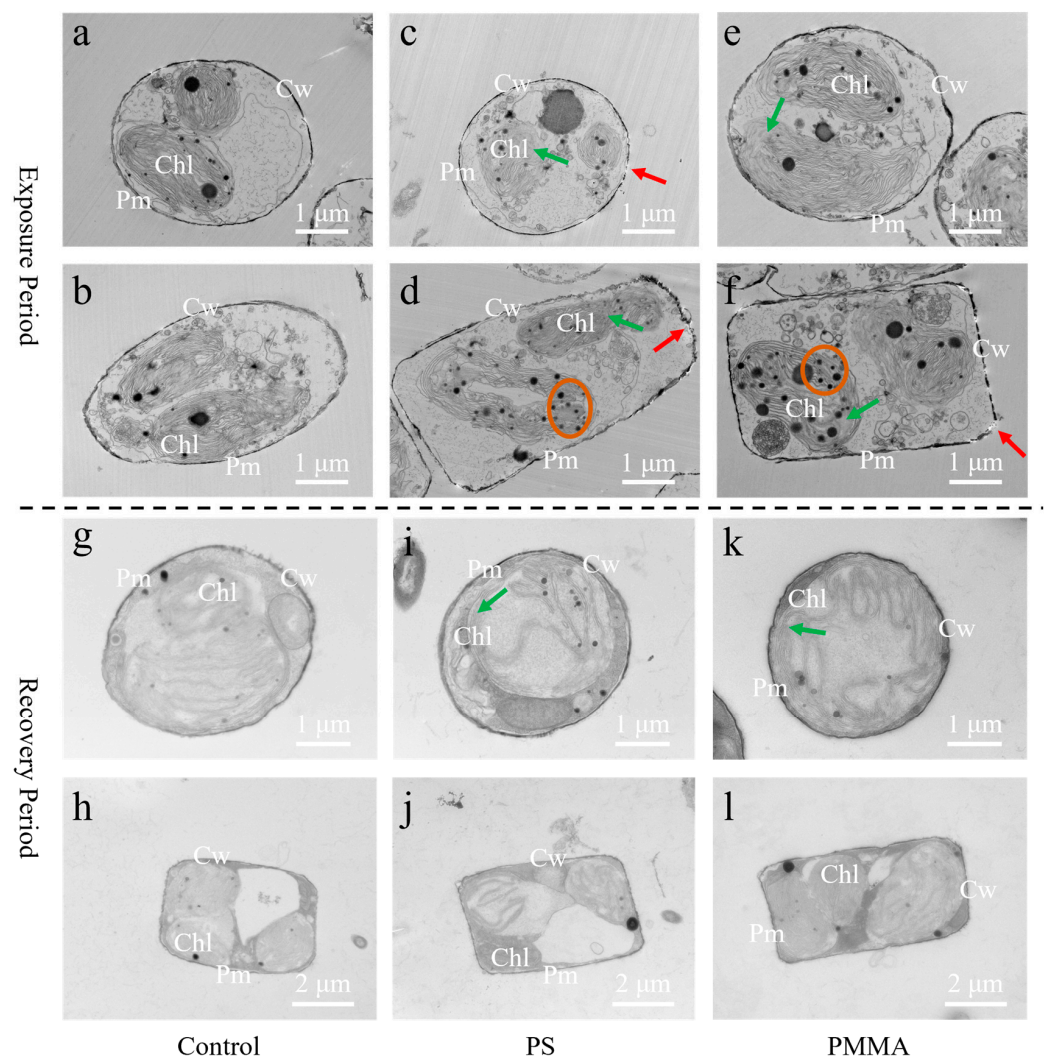 Exposure Period
a
Cw
Chl
Pm
1 μm
c
Cw
Chl
Pm
1 μm
e
Chl
Cw
Pm
1 μm
b
Cw
Chl
Pm
1 μm
d
Cw
Chl
Pm
1 μm
f
Cw
Chl
Pm
1 μm
Recovery Period
g
Pm
Chl
Cw
1 μm
i
Pm
Cw
Chl
1 μm
k
Chl
Cw
Pm
1 μm
h
Cw
Chl
Pm
2 μm
j
Cw
Chl
Pm
2 μm
l
Chl
Cw
Pm
2 μm
Control
PS
PMMA